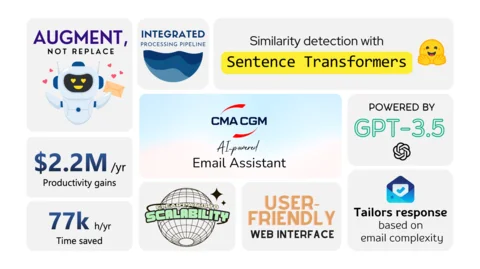 AUGMENT,
NOT REPLACE
INTEGRATED
PROCESSING PIPELINE
Similarity detection with
Sentence Transformers
CMA CGM
AI-powered
Email Assistant
POWERED BY
GPT-3.5
$2.2M /yr
Productivity gains
77k h/yr
Time saved
SCALABILITY
USER-
FRIENDLY
WEB INTERFACE
Tailors response
based on
email complexity